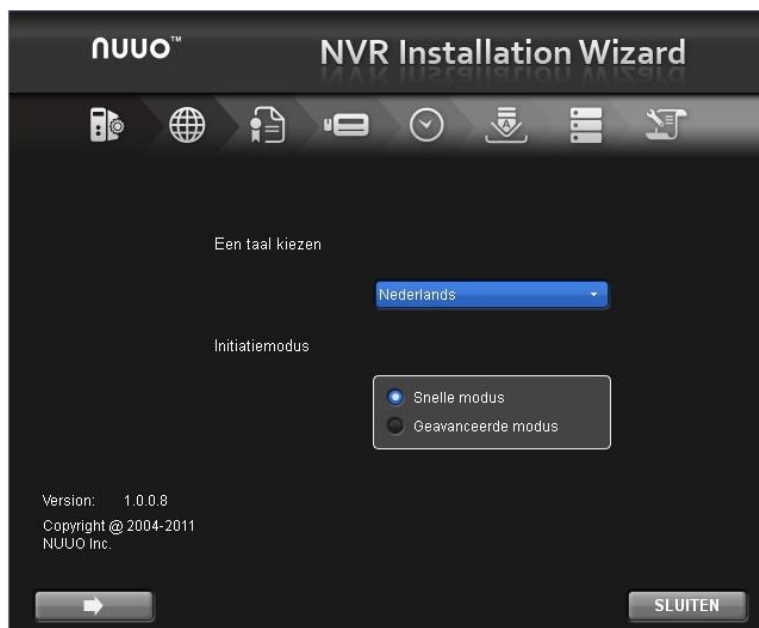 nuuo™
NVR Installation Wizard
Een taal kiezen
Nederlands
Initiatiemodus
Snelle modus
Geavanceerde modus
Version: 1.0.0.8
Copyright @ 2004-2011
NUUO Inc.
SLUITEN